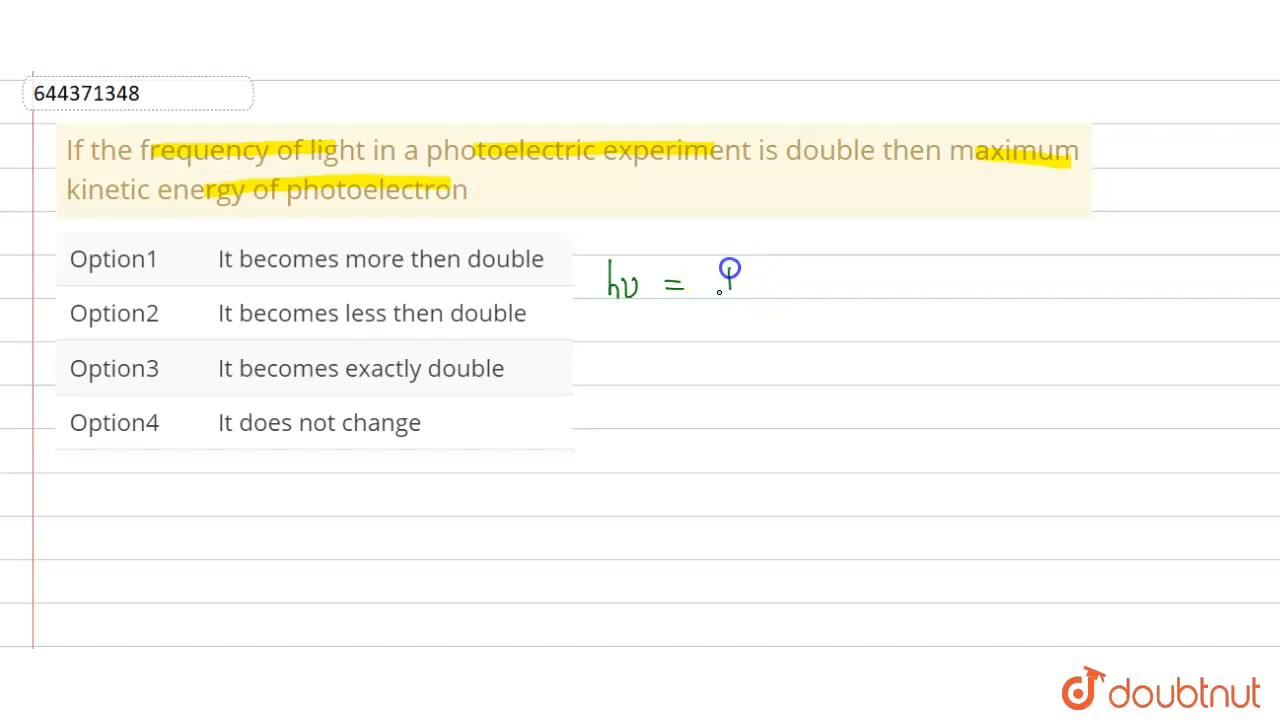 644371348
If the frequency of light in a photoelectric experiment is double then maximum
kinetic energy of photoelectron
Option1 It becomes more then double
Option2 It becomes less then double
Option3 It becomes exactly double
Option4 It does not change
hυ =
doubtnut